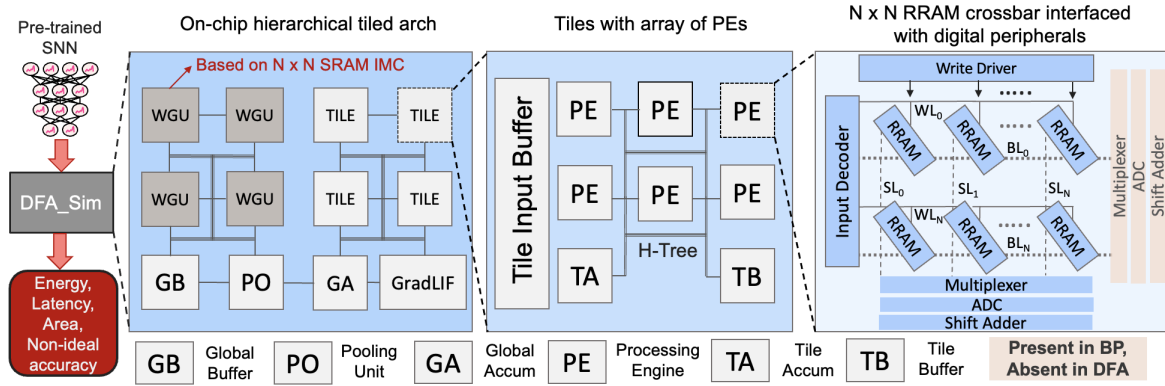 Pre-trained
SNN
DFA_Sim
Energy,
Latency,
Area,
Non-ideal
accuracy
On-chip hierarchical tiled arch
Based on N x N SRAM IMC
WGU
WGU
TILE
TILE
WGU
WGU
TILE
TILE
GB
PO
GA
GradLIF
Tiles with array of PEs
Tile Input Buffer
PE
PE
PE
PE
PE
PE
TA
H-Tree
TB
N x N RRAM crossbar interfaced
with digital peripherals
Write Driver
Input Decoder
WL0
RRAM
RRAM
RRAM
BL0
SL0
SL1
SLN
WLN
RRAM
RRAM
RRAM
BLN
Multiplexer
ADC
Shift Adder
Multiplexer
ADC
Shift Adder
GB
Global
Buffer
PO
Pooling
Unit
GA
Global
Accum
PE
Processing
Engine
TA
Tile
Accum
TB
Tile
Buffer
Present in BP,
Absent in DFA